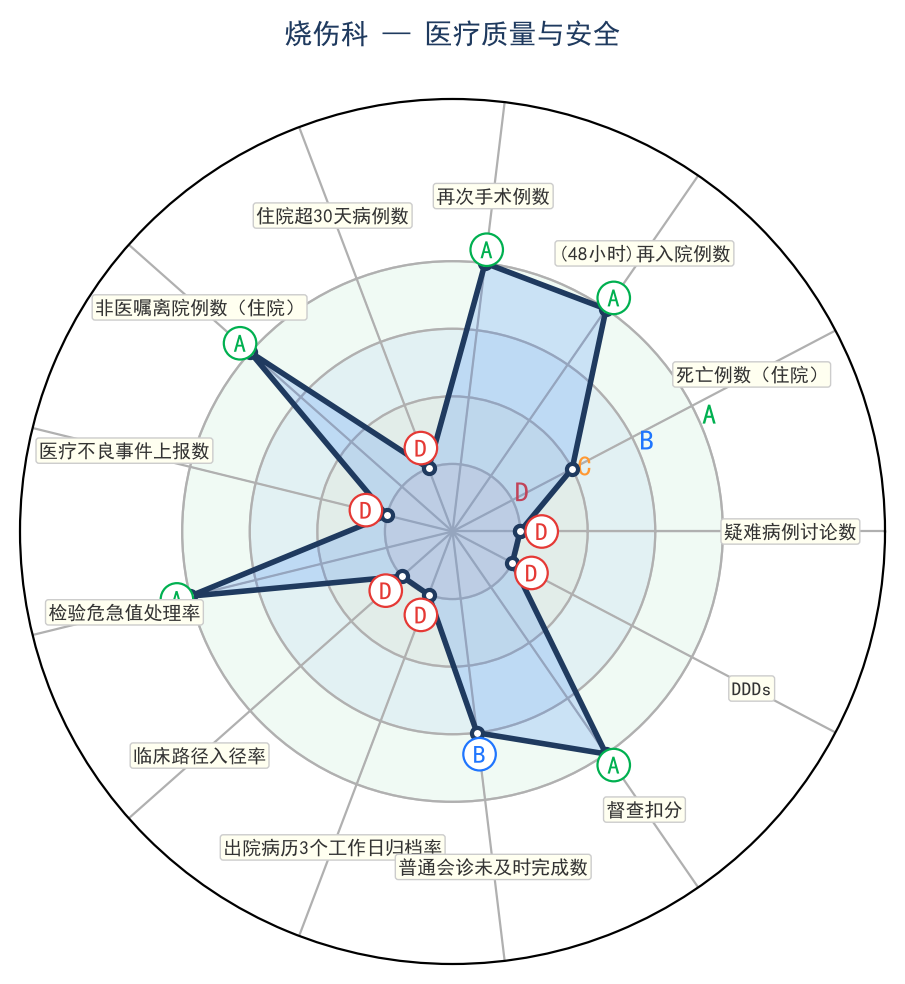 烧伤科 — 医疗质量与安全
再次手术例数
住院超30天病例数
A
(48小时)再入院例数
A
非医嘱离院例数（住院）
A
死亡例数（住院）
A
B
医疗不良事件上报数
D
C
D
D
疑难病例讨论数
D
D
A
检验危急值处理率
D
D
DDDs
临床路径入径率
B
A
督查扣分
出院病历3个工作日归档率
普通会诊未及时完成数